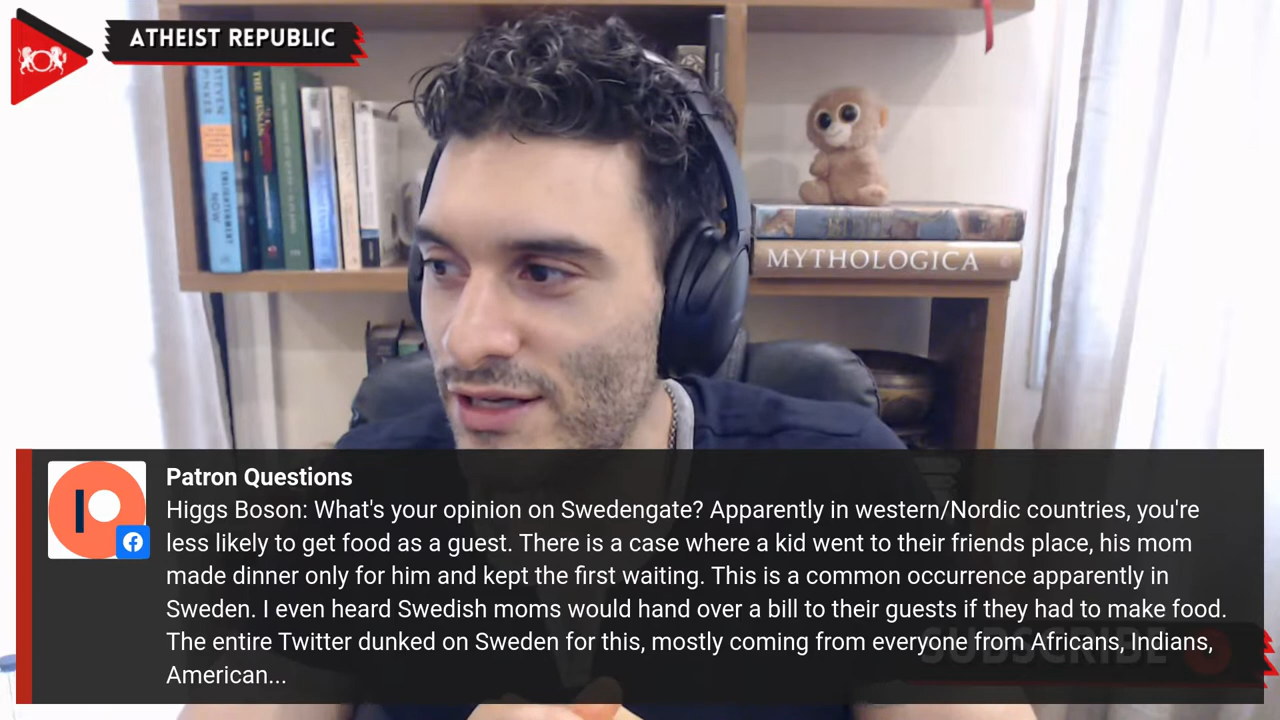 ATHEIST REPUBLIC
STEVEN
PINKER
ENLIGHTENMENT
NOW
MYTHOLOGICA
Patron Questions
Higgs Boson: What's your opinion on Swedengate? Apparently in western/Nordic countries, you're
less likely to get food as a guest. There is a case where a kid went to their friends place, his mom
made dinner only for him and kept the first waiting. This is a common occurrence apparently in
Sweden. I even heard Swedish moms would hand over a bill to their guests if they had to make food.
The entire Twitter dunked on Sweden for this, mostly coming from everyone from Africans, Indians,
American...
SUBSCRIBE